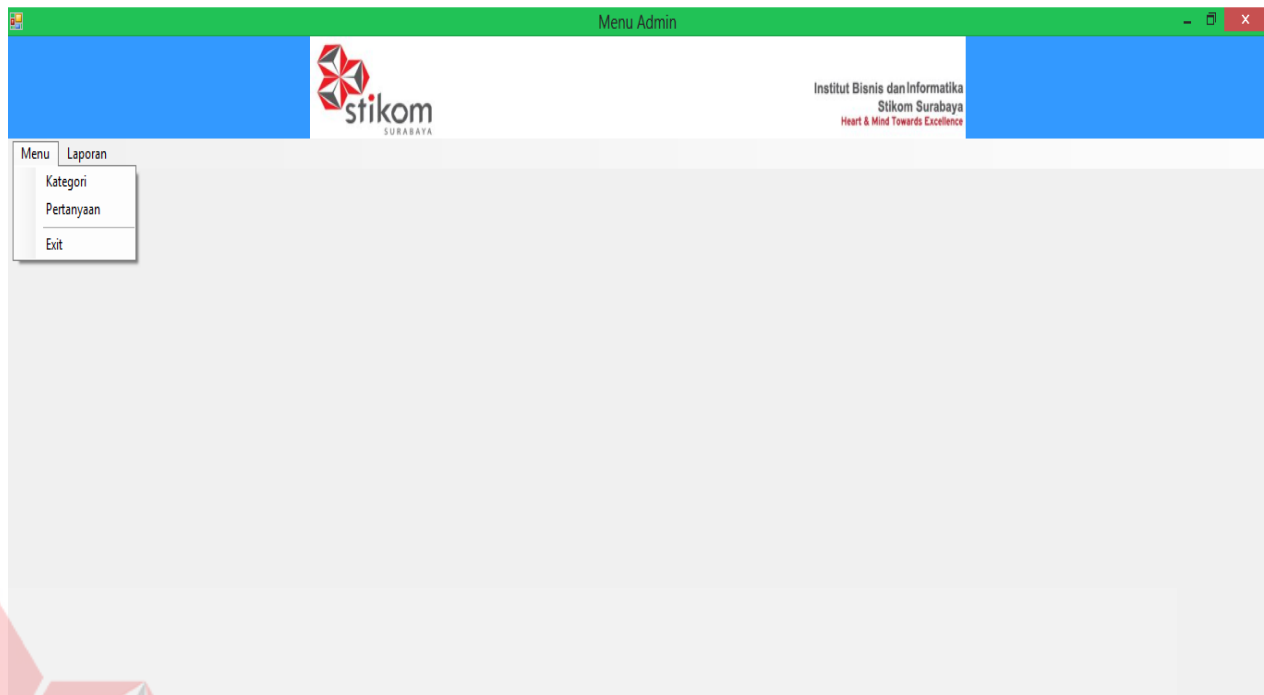 Menu Admin
stikom
SURABAYA
Institut Bisnis dan Informatika
Stikom Surabaya
Heart & Mind Towards Excellence
Menu Laporan
Kategori
Pertanyaan
Exit